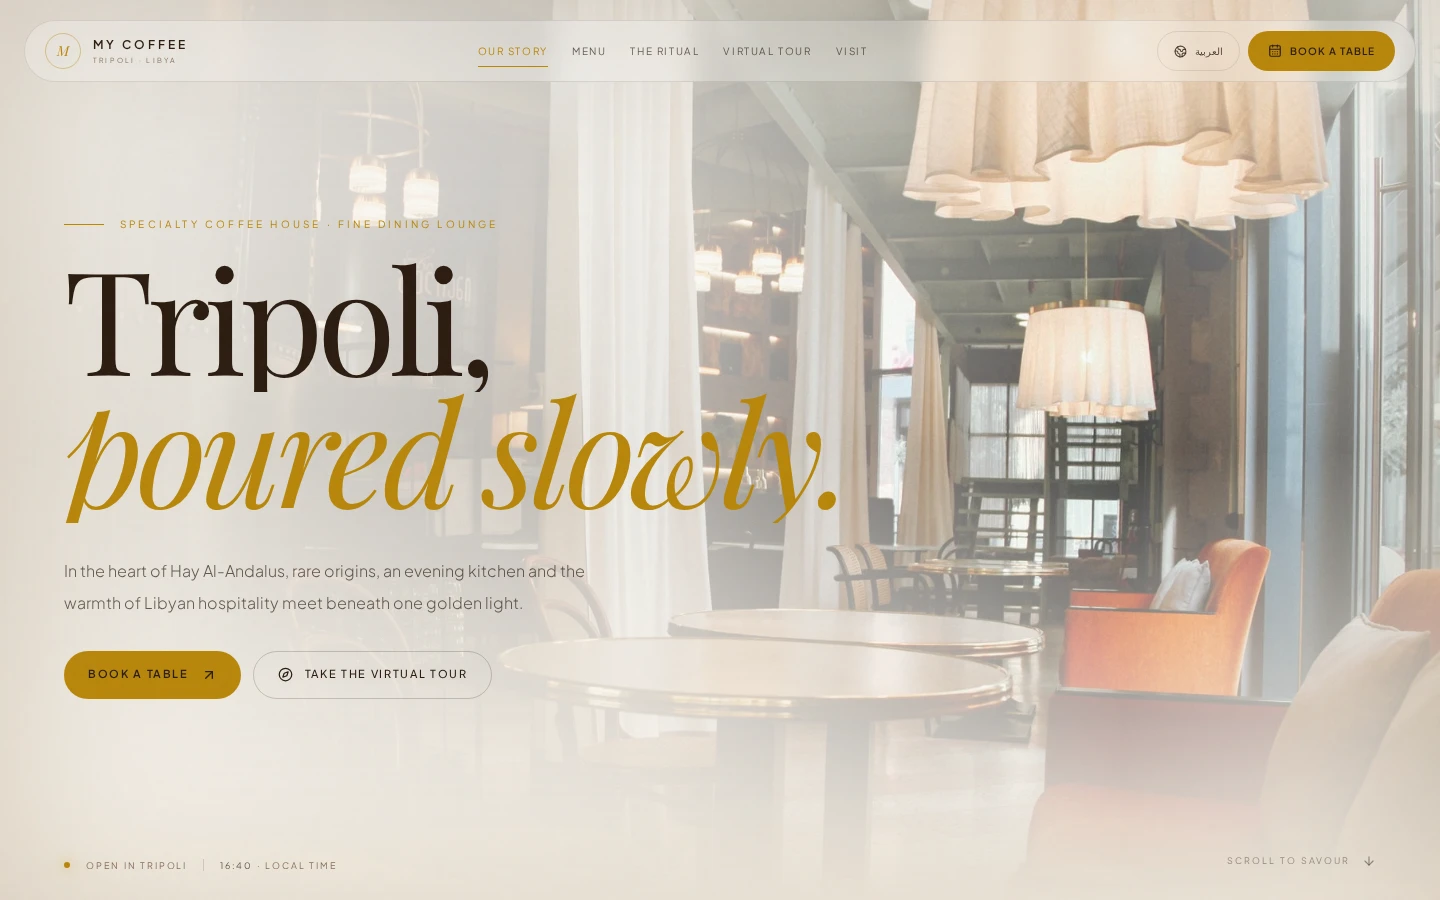 M
MY COFFEE
TRIPOLI · LIBYA
OUR STORY
MENU
THE RITUAL
VIRTUAL TOUR
VISIT
العربية
BOOK A TABLE
SPECIALTY COFFEE HOUSE · FINE DINING LOUNGE
Tripoli,
poured slowly.
In the heart of Hay Al-Andalus, rare origins, an evening kitchen and the
warmth of Libyan hospitality meet beneath one golden light.
BOOK A TABLE
TAKE THE VIRTUAL TOUR
OPEN IN TRIPOLI
16:40 · LOCAL TIME
SCROLL TO SAVOUR